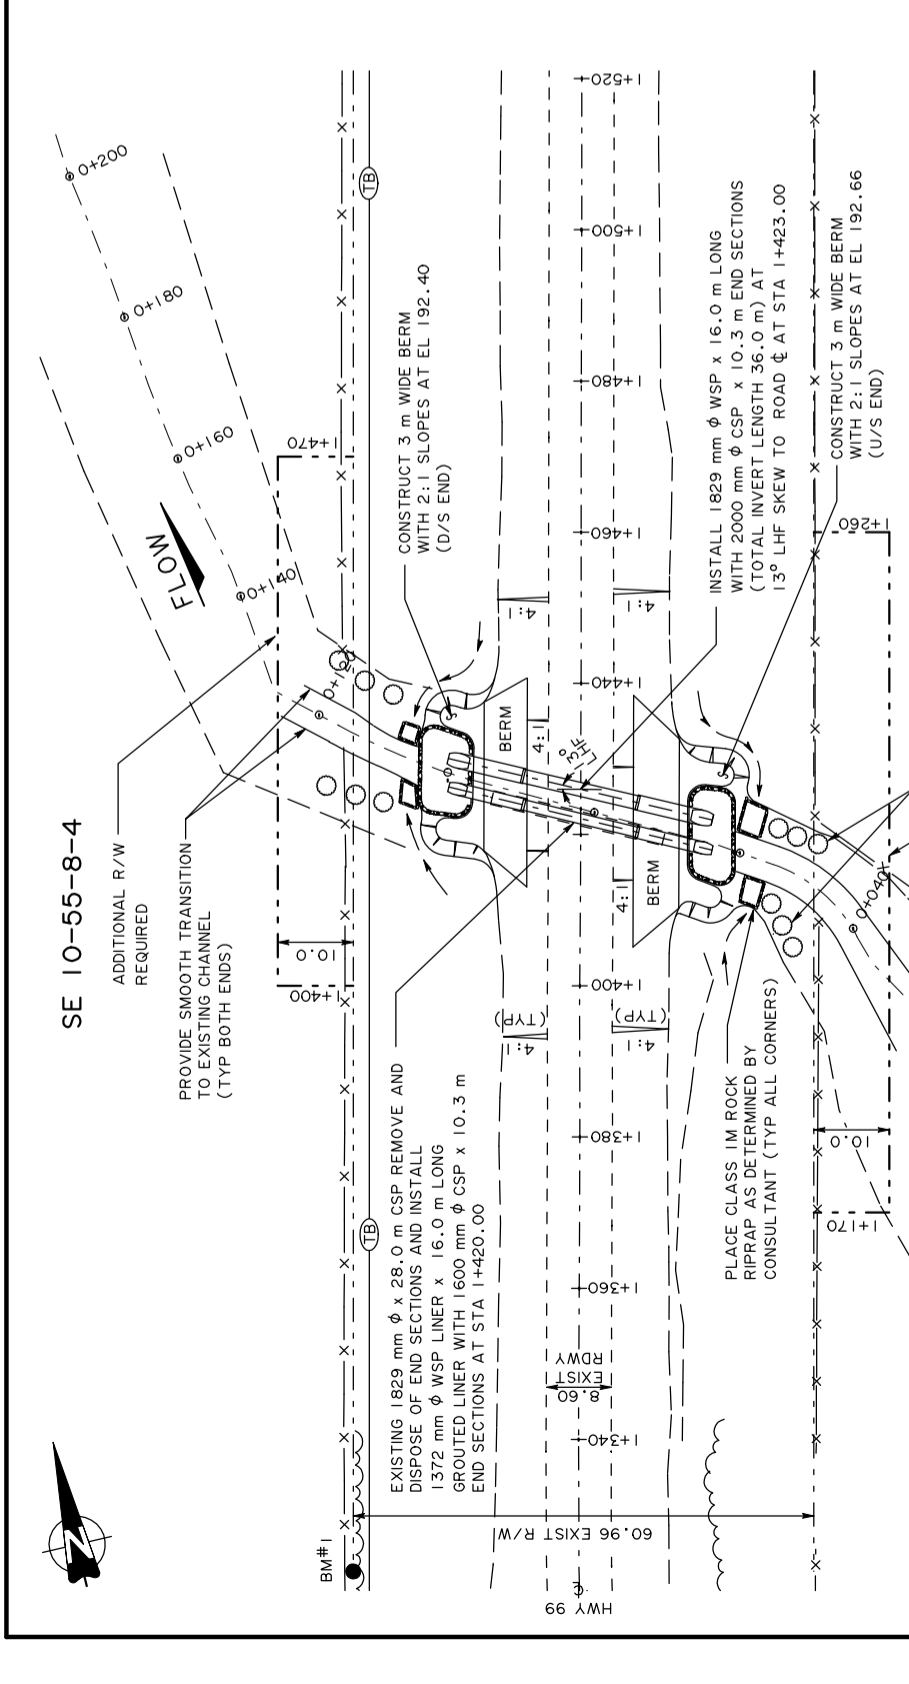 SE 10-55-8-4
ADDITIONAL R/W
REQUIRED
PROVIDE SMOOTH TRANSITION
TO EXISTING CHANNEL
(TYP BOTH ENDS)
FLOW
0+200
0+180
0+160
0+140
0+120
1+470
1+400
10.0
TB
TB
CONSTRUCT 3 m WIDE BERM
WITH 2:1 SLOPES AT EL 192.40
(D/S END)
EXISTING 1829 mm φ x 28.0 m CSP REMOVE AND
DISPOSE OF END SECTIONS AND INSTALL
1372 mm φ WSP LINER x 16.0 m LONG
GROUTED LINER WITH 1600 mm φ CSP x 10.3 m
END SECTIONS AT STA 1+420.00
BERM
4:1
4:1
4:1
4:1
(TYP)
4:1
(TYP)
BERM
4:1
13°
LHF
1+520
1+500
1+480
1+460
1+440
1+400
1+380
1+360
1+340
8.60
EXIST
RDWY
HWY 99
℄
60.96 EXIST R/W
BM#1
N
INSTALL 1829 mm φ WSP x 16.0 m LONG
WITH 2000 mm φ CSP x 10.3 m END SECTIONS
(TOTAL INVERT LENGTH 36.0 m) AT
13° LHF SKEW TO ROAD ℄ AT STA 1+423.00
CONSTRUCT 3 m WIDE BERM
WITH 2:1 SLOPES AT EL 192.66
(U/S END)
PLACE CLASS 1M ROCK
RIPRAP AS DETERMINED BY
CONSULTANT (TYP ALL CORNERS)
0+040
1+260
1+170
10.0